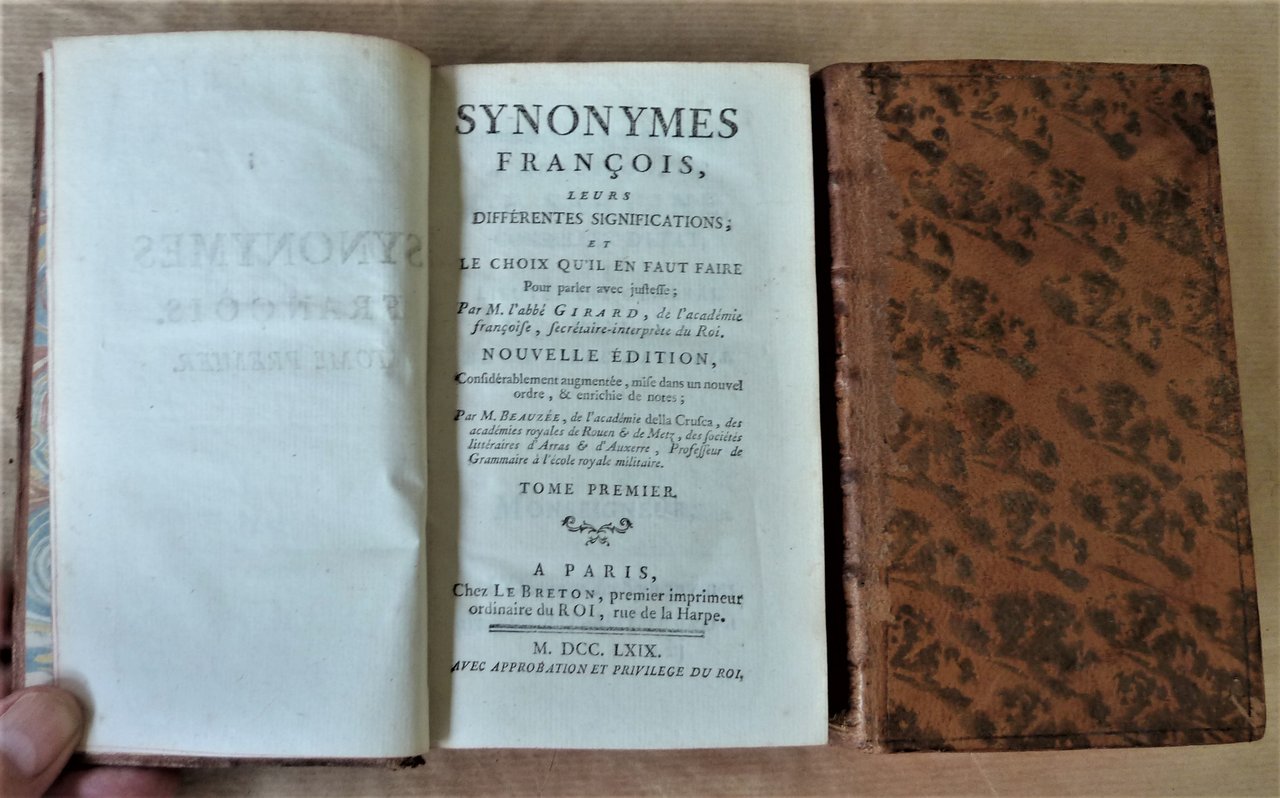 SYNONYMES
FRANÇOIS.
TOME PREMIER.
SYNONYMES
FRANÇOIS,
LEURS
DIFFÉRENTES SIGNIFICATIONS;
ET
LE CHOIX QU'IL EN FAUT FAIRE
Pour parler avec juſteſſe;
Par M. l'abbé GIRARD, de l'académie
françoiſe, ſecrétaire-interprète du Roi.
NOUVELLE ÉDITION,
Conſidérablement augmentée, miſe dans un nouvel
ordre, & enrichie de notes;
Par M. BEAUZÉE, de l'académie della Cruſca, des
académies royales de Rouen & de Metz, des ſociétés
littéraires d'Arras & d'Auxerre, Profeſſeur de
Grammaire à l'école royale militaire.
TOME PREMIER.
A PARIS,
Chez LE BRETON, premier imprimeur
ordinaire du ROI, rue de la Harpe.
M. DCC. LXIX.
AVEC APPROBATION ET PRIVILEGE DU ROI,